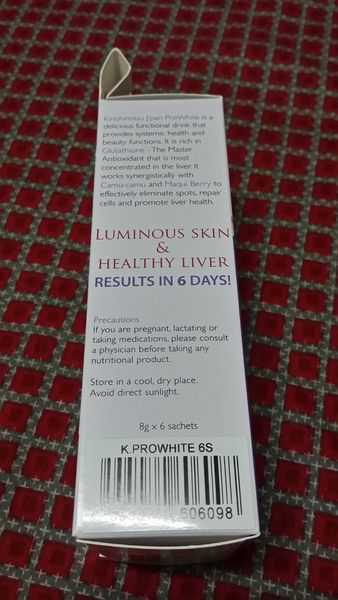 Kinohimitsu J'pan ProWhite is a
delicious functional drink that
provides systemic health and
beauty functions. It is rich in
Glutathione - The Master
Antioxidant that is most
concentrated in the liver. It
works synergistically with
Camu-camu and Maqui Berry to
effectively eliminate spots, repair
cells and promote liver health.
LUMINOUS SKIN
&
HEALTHY LIVER
RESULTS IN 6 DAYS!
Precautions
If you are pregnant, lactating or
taking medications, please consult
a physician before taking any
nutritional product.
Store in a cool, dry place.
Avoid direct sunlight.
8g x 6 sachets
K.PROWHITE 6S
606098